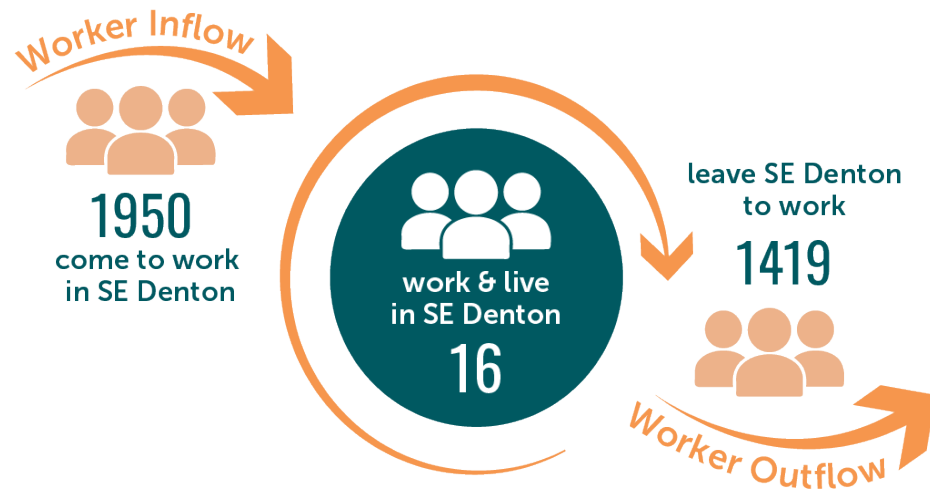 Worker Inflow
1950
come to work
in SE Denton
work & live
in SE Denton
16
leave SE Denton
to work
1419
Worker Outflow